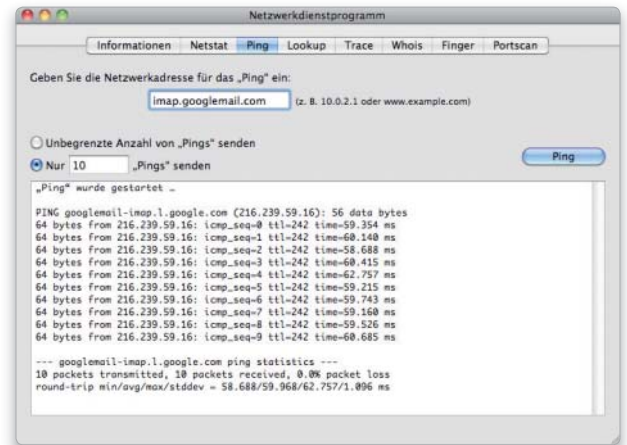 Netzwerkdienstprogramm
Informationen Netstat Ping Lookup Trace Whois Finger Portscan
Geben Sie die Netzwerkadresse für das „Ping" ein:
imap.googlemail.com (z. B. 10.0.2.1 oder www.example.com)
Unbegrenzte Anzahl von „Pings" senden
Nur 10 „Pings" senden
Ping
„Ping" wurde gestartet …
PING googlemail-imap.l.google.com (216.239.59.16): 56 data bytes
64 bytes from 216.239.59.16: icmp_seq=0 ttl=242 time=59.354 ms
64 bytes from 216.239.59.16: icmp_seq=1 ttl=242 time=60.140 ms
64 bytes from 216.239.59.16: icmp_seq=2 ttl=242 time=58.688 ms
64 bytes from 216.239.59.16: icmp_seq=3 ttl=242 time=60.415 ms
64 bytes from 216.239.59.16: icmp_seq=4 ttl=242 time=62.757 ms
64 bytes from 216.239.59.16: icmp_seq=5 ttl=242 time=59.215 ms
64 bytes from 216.239.59.16: icmp_seq=6 ttl=242 time=59.743 ms
64 bytes from 216.239.59.16: icmp_seq=7 ttl=242 time=59.160 ms
64 bytes from 216.239.59.16: icmp_seq=8 ttl=242 time=59.526 ms
64 bytes from 216.239.59.16: icmp_seq=9 ttl=242 time=60.685 ms
--- googlemail-imap.l.google.com ping statistics ---
10 packets transmitted, 10 packets received, 0.0% packet loss
round-trip min/avg/max/stddev = 58.688/59.968/62.757/1.096 ms